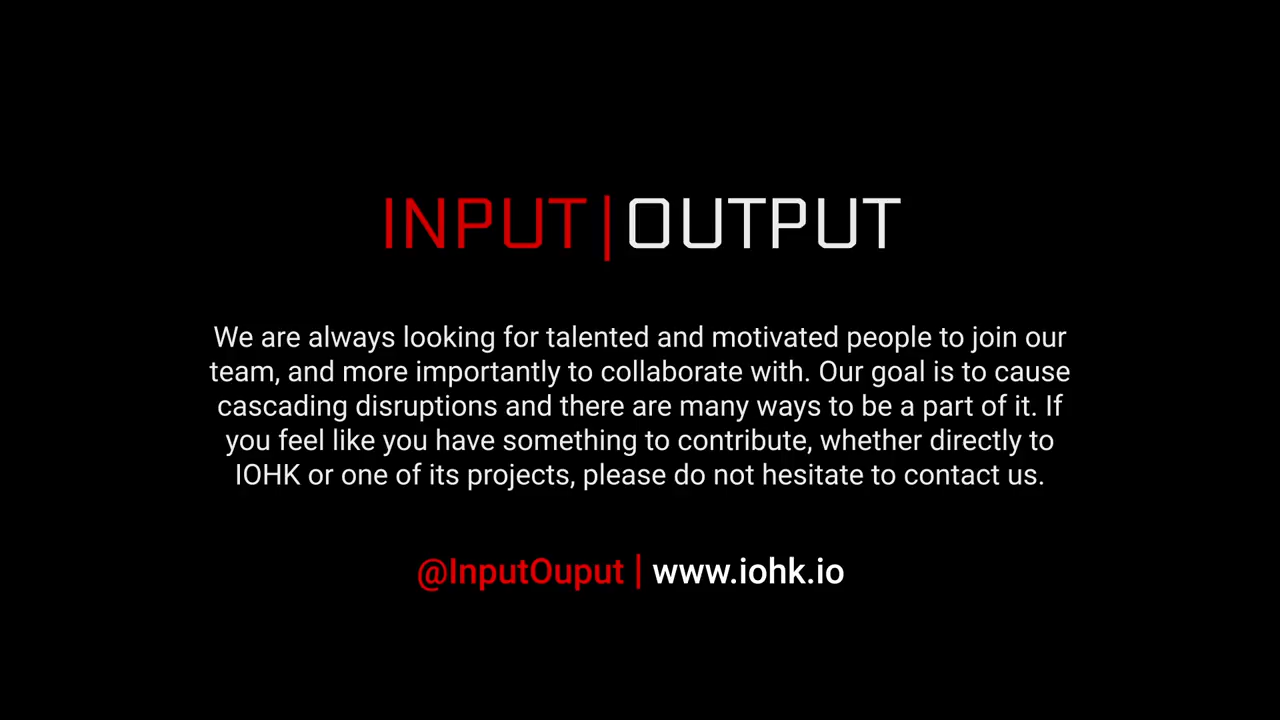 INPUT|OUTPUT
We are always looking for talented and motivated people to join our
team, and more importantly to collaborate with. Our goal is to cause
cascading disruptions and there are many ways to be a part of it. If
you feel like you have something to contribute, whether directly to
IOHK or one of its projects, please do not hesitate to contact us.
@InputOuput | www.iohk.io